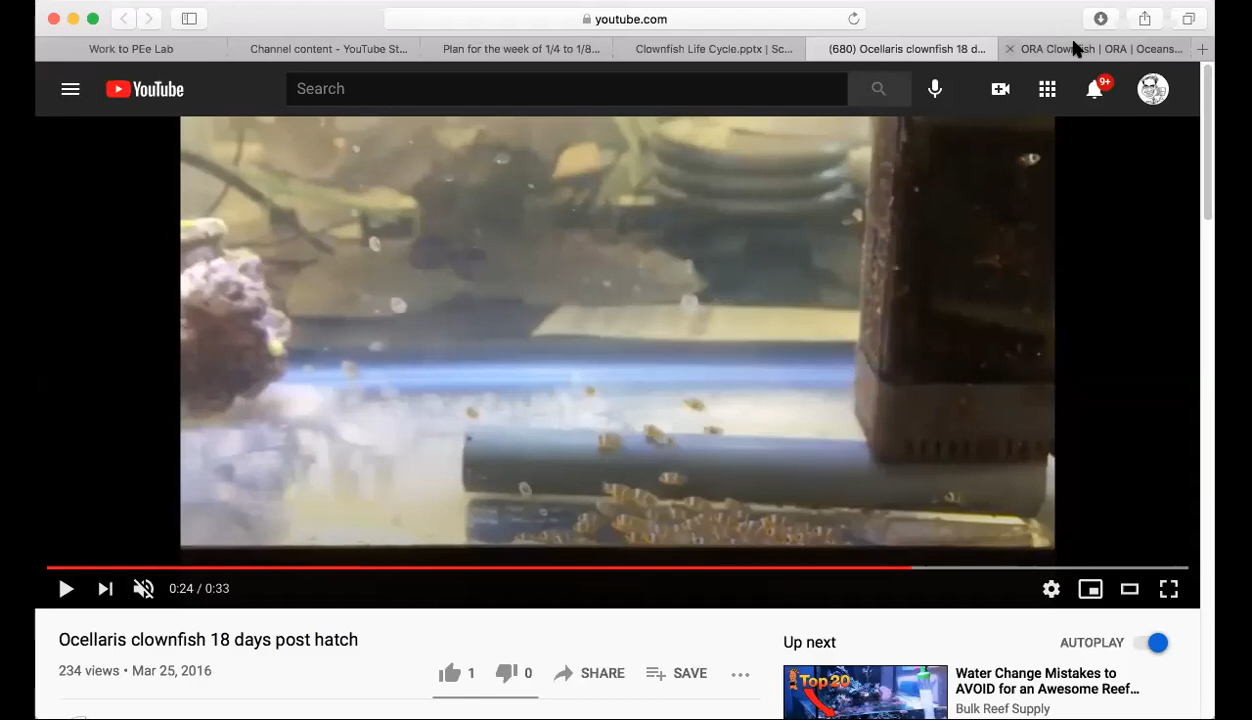 youtube.com
Work to PEe Lab
Channel content - YouTube St...
Plan for the week of 1/4 to 1/8...
Clownfish Life Cycle.pptx | Sc...
(680) Ocellaris clownfish 18 d...
ORA Clownfish | ORA | Oceans...
YouTube
Search
9+
0:24 / 0:33
Ocellaris clownfish 18 days post hatch
234 views • Mar 25, 2016
1
0
SHARE
SAVE
Up next
AUTOPLAY
Top 20
Water Change Mistakes to
AVOID for an Awesome Reef...
Bulk Reef Supply